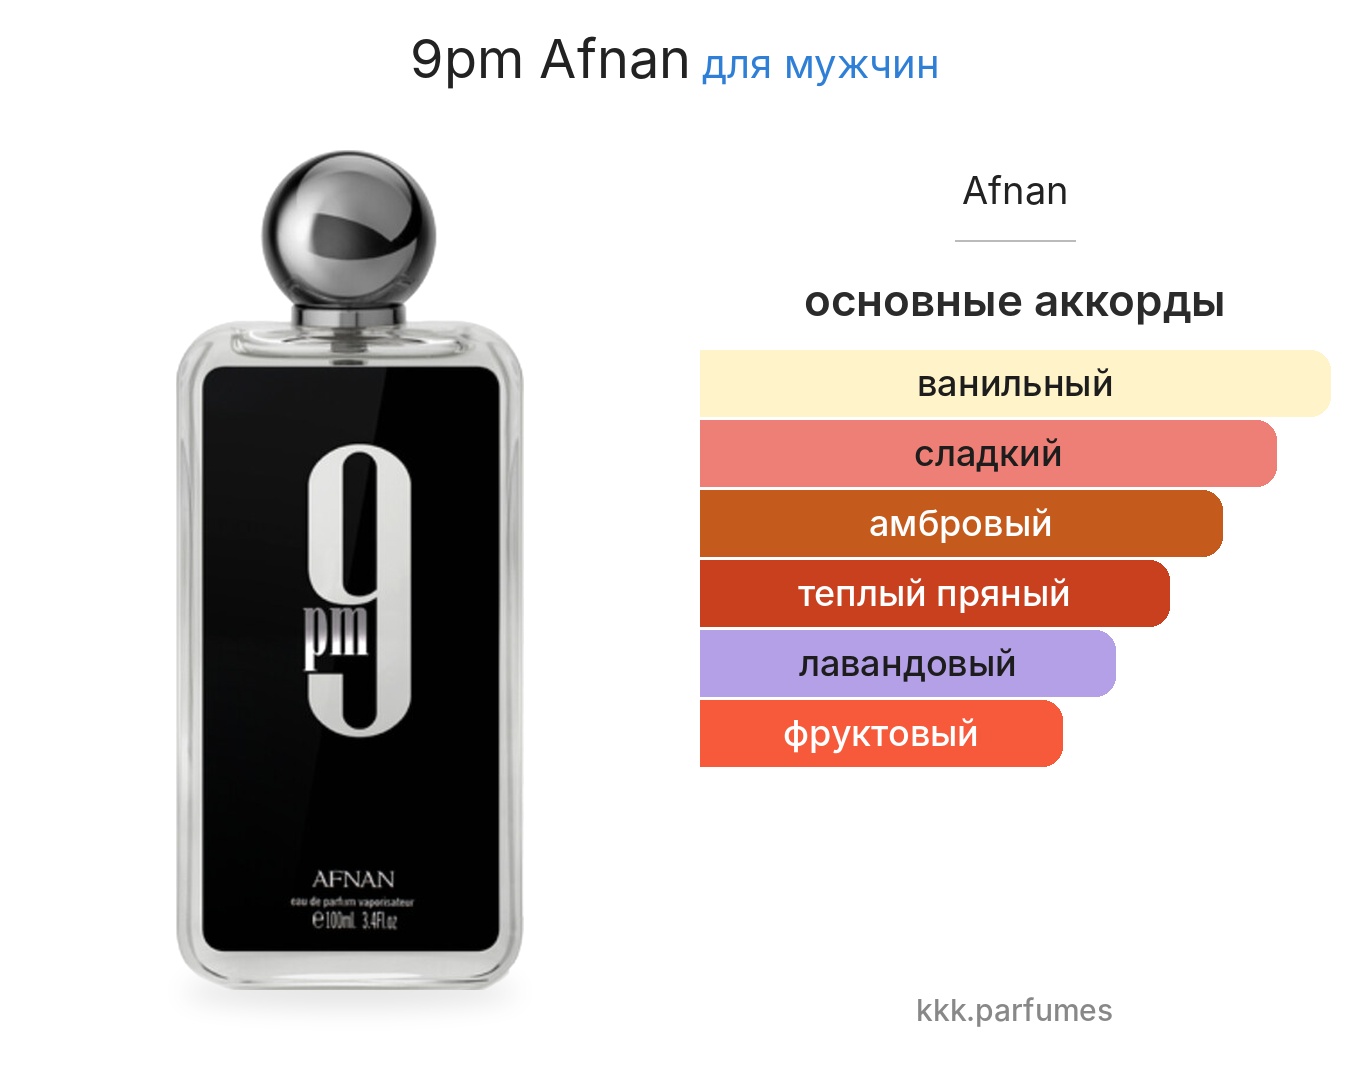 9pm Afnan для мужчин
Afnan
основные аккорды
ванильный
сладкий
амбровый
теплый пряный
лавандовый
фруктовый
9
pm
AFNAN
eau de parfum vaporisateur
℮100ml. 3.4Fl.oz
kkk.parfumes